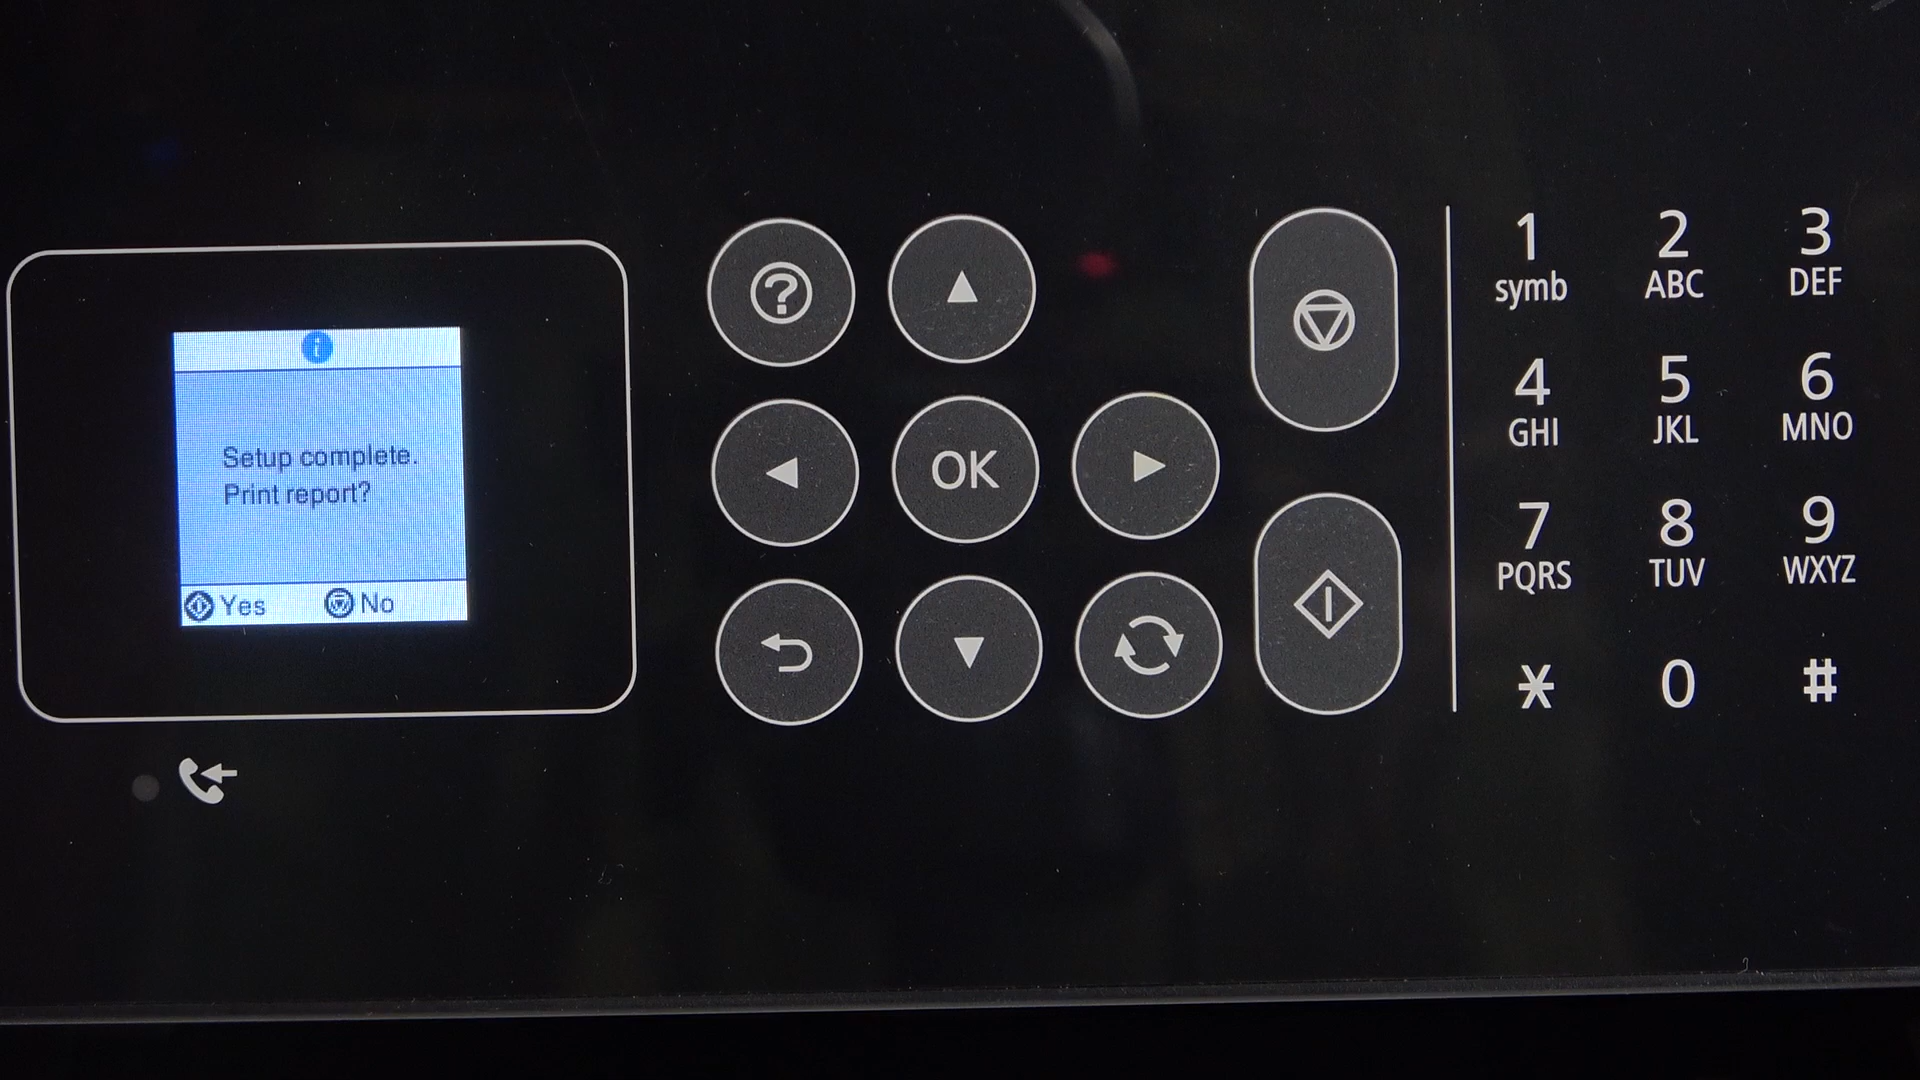 Setup complete.
Print report?
Yes No
OK
1 2 3
symb ABC DEF
4 5 6
GHI JKL MNO
7 8 9
PQRS TUV WXYZ
* 0 #